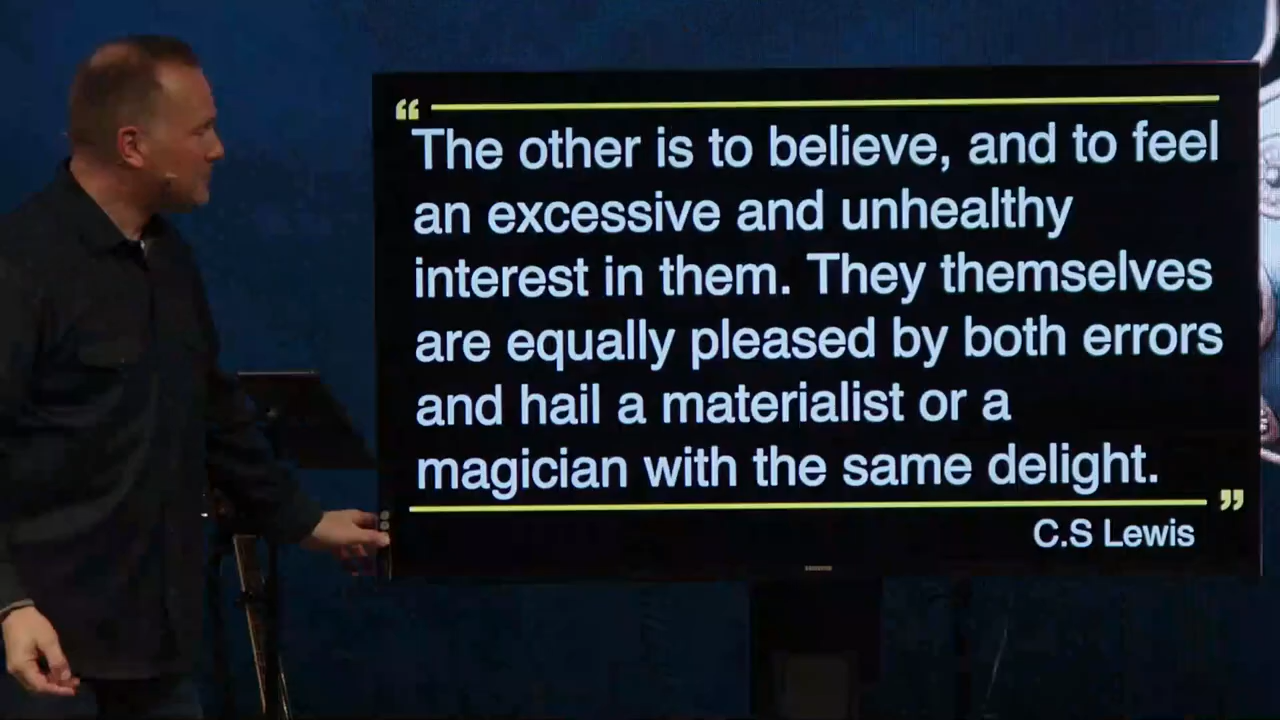 “
The other is to believe, and to feel
an excessive and unhealthy
interest in them. They themselves
are equally pleased by both errors
and hail a materialist or a
magician with the same delight.
”
C.S Lewis